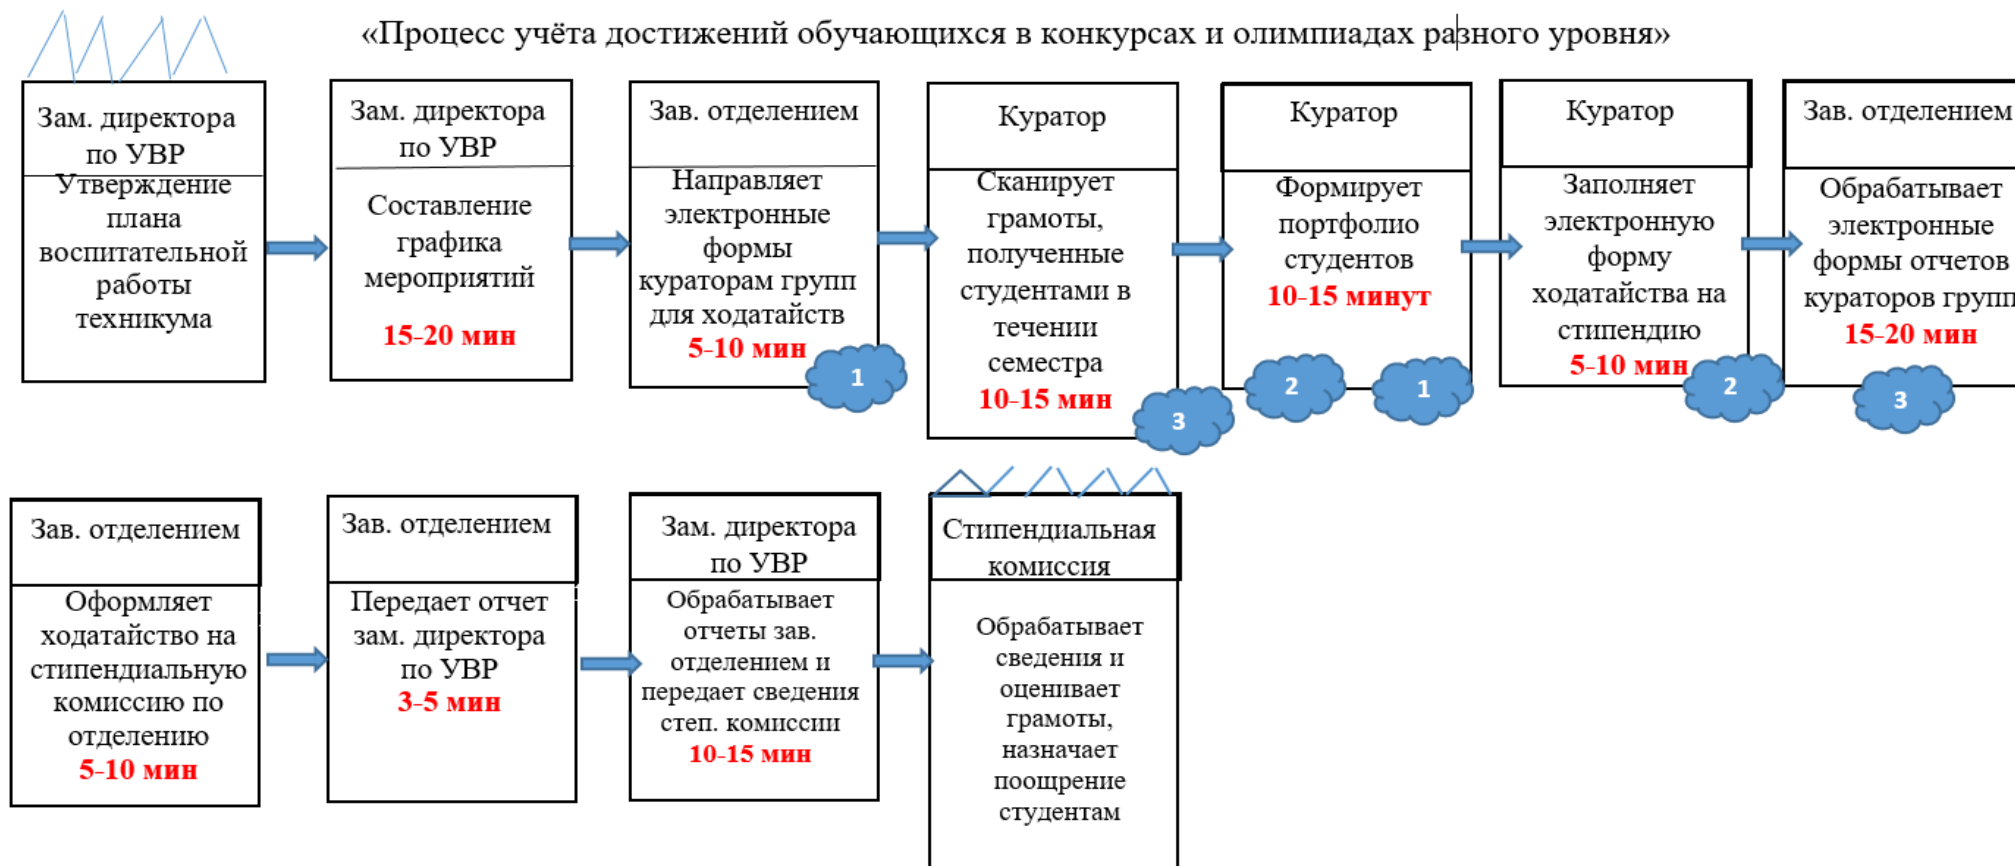 «Процесс учёта достижений обучающихся в конкурсах и олимпиадах разного уровня»
Зам. директора
по УВР
Утверждение
плана
воспитательной
работы
техникума
Зам. директора
по УВР
Составление
графика
мероприятий
15-20 мин
Зав. отделением
Направляет
электронные
формы
кураторам групп
для ходатайств
5-10 мин
1
Куратор
Сканирует
грамоты,
полученные
студентами в
течении
семестра
10-15 мин
3
Куратор
Формирует
портфолио
студентов
10-15 минут
2
1
Куратор
Заполняет
электронную
форму
ходатайства на
стипендию
5-10 мин
2
Зав. отделением
Обрабатывает
электронные
формы отчетов
кураторов групп
15-20 мин
3
Зав. отделением
Оформляет
ходатайство на
стипендиальную
комиссию по
отделению
5-10 мин
Зав. отделением
Передает отчет
зам. директора
по УВР
3-5 мин
Зам. директора
по УВР
Обрабатывает
отчеты зав.
отделением и
передает сведения
степ. комиссии
10-15 мин
Стипендиальная
комиссия
Обрабатывает
сведения и
оценивает
грамоты,
назначает
поощрение
студентам